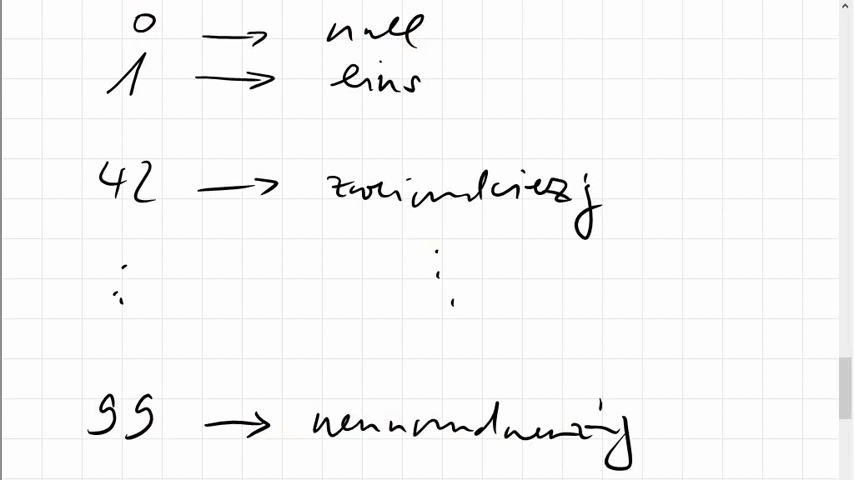 0 → null
1 → eins
42 → zweiundvierzig
⋮ ⋮
99 → neunundneunzig